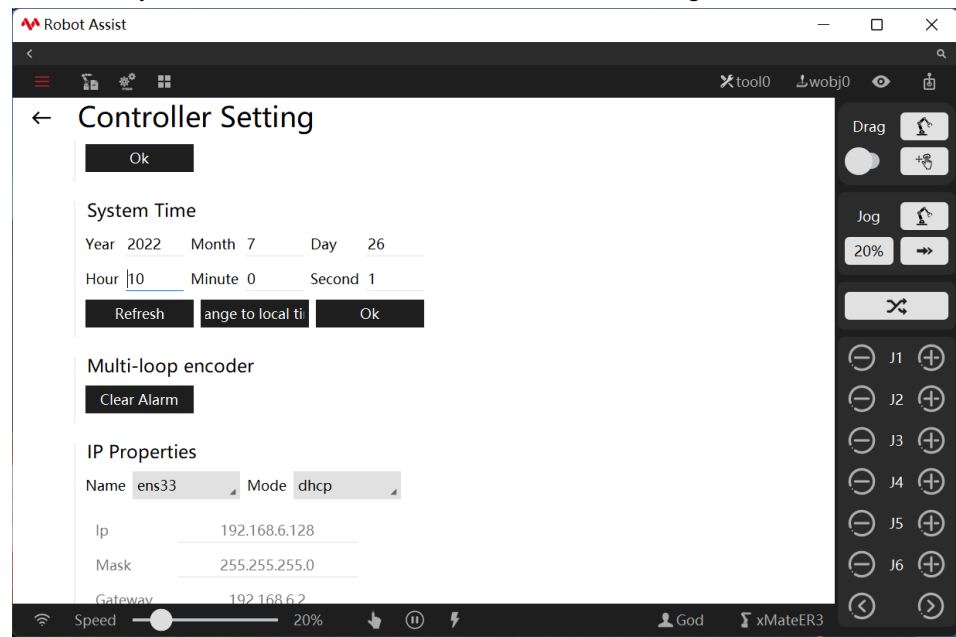 Robot Assist
tool0 wobj0
Controller Setting
Ok
System Time
Year 2022 Month 7 Day 26
Hour 10 Minute 0 Second 1
Refresh ange to local ti Ok
Multi-loop encoder
Clear Alarm
IP Properties
Name ens33 Mode dhcp
Ip 192.168.6.128
Mask 255.255.255.0
Gateway 192.168.6.2
Drag
Jog
20%
J1
J2
J3
J4
J5
J6
Speed 20% God xMateER3